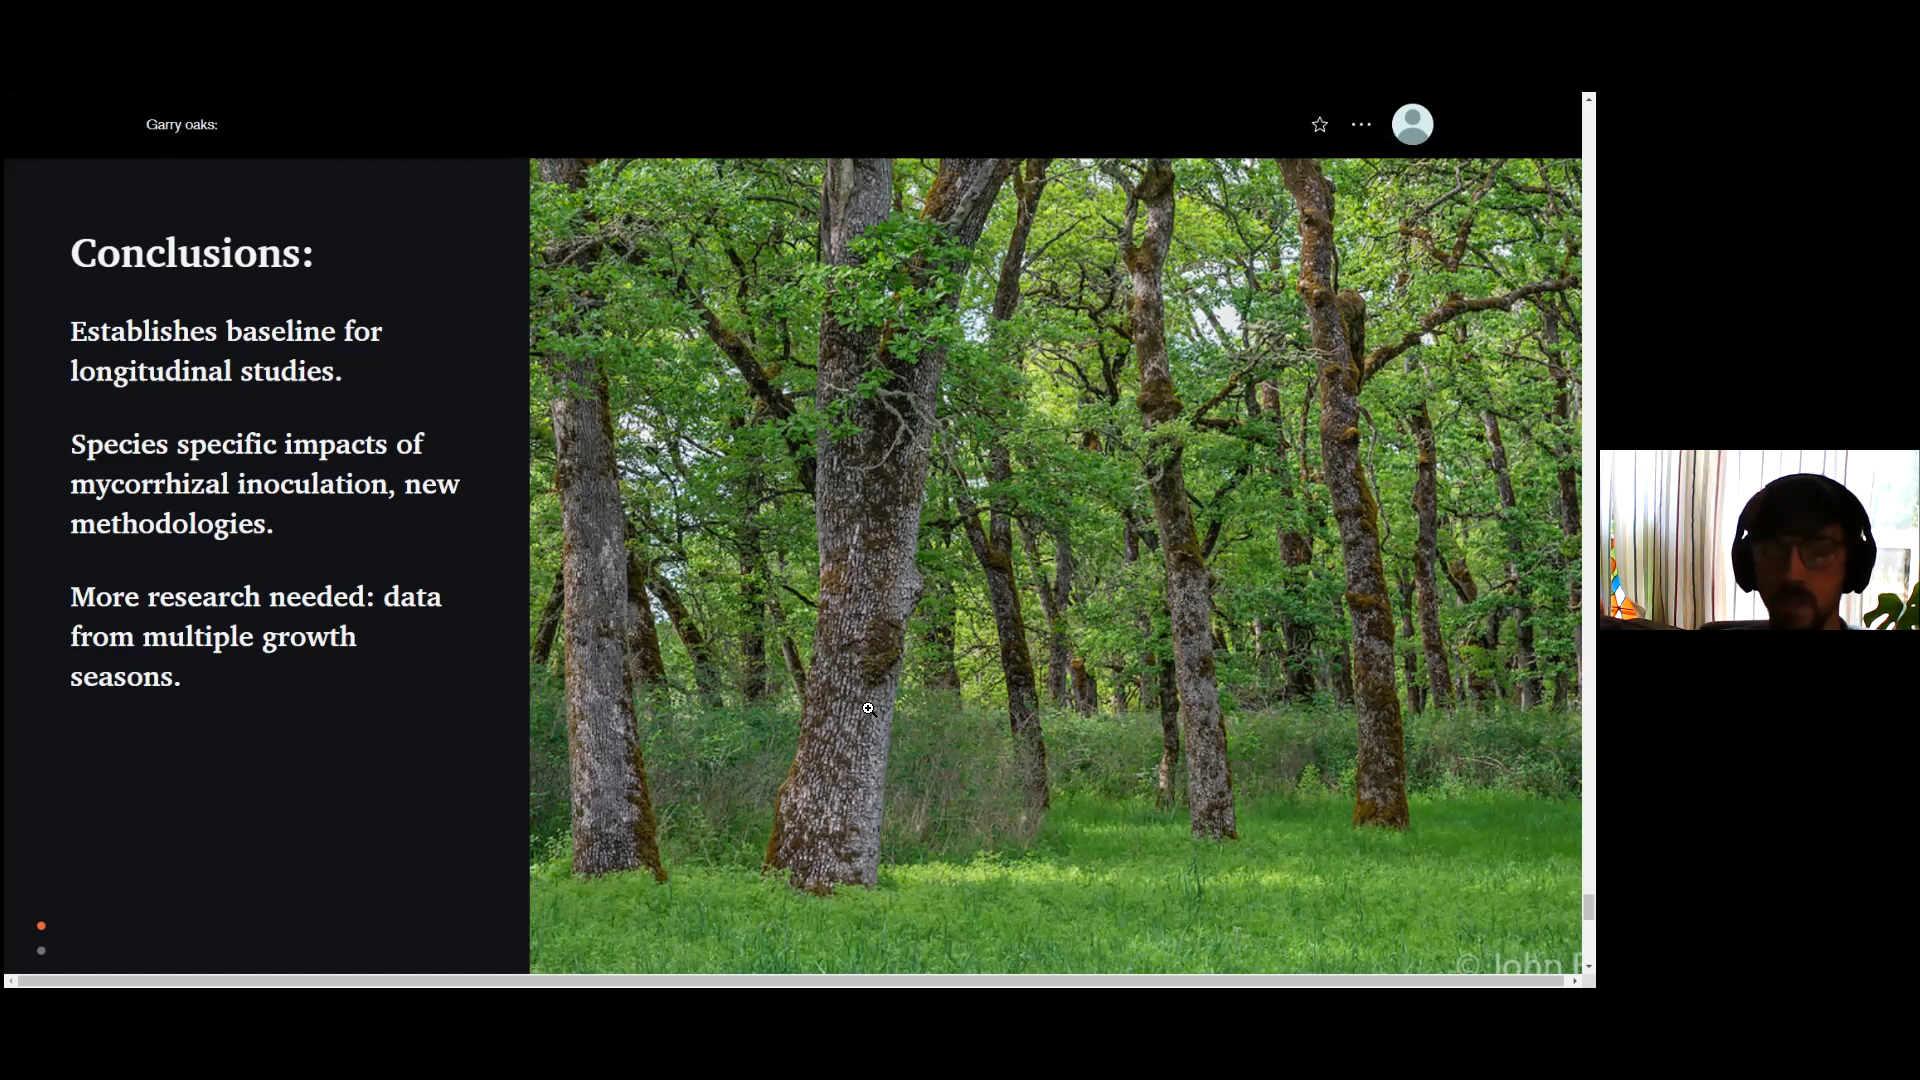 Garry oaks:
Conclusions:
Establishes baseline for
longitudinal studies.
Species specific impacts of
mycorrhizal inoculation, new
methodologies.
More research needed: data
from multiple growth
seasons.
© John